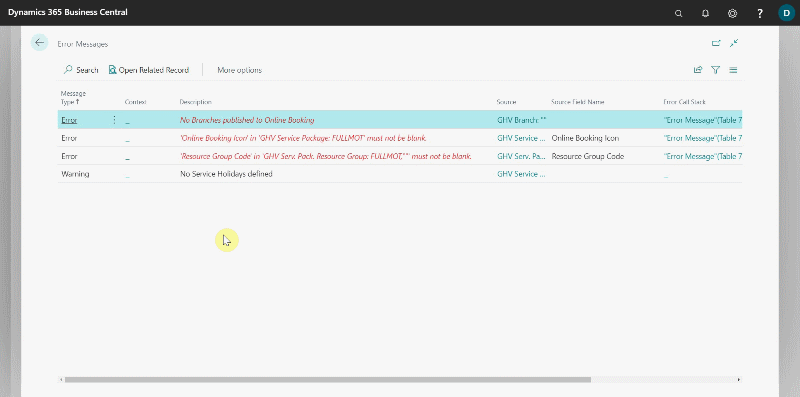 Dynamics 365 Business Central
?
D
Error Messages
Search
Open Related Record
More options
Message Type ↑ Context Description Source Source Field Name Error Call Stack
Error _ No Branches published to Online Booking GHV Branch: "" "Error Message"(Table 7
Error _ 'Online Booking Icon' in 'GHV Service Package: FULLMOT' must not be blank. GHV Service ... Online Booking Icon "Error Message"(Table 7
Error _ 'Resource Group Code' in 'GHV Serv. Pack. Resource Group: FULLMOT,""' must not be blank. GHV Serv. Pa... Resource Group Code "Error Message"(Table 7
Warning _ No Service Holidays defined GHV Service ... _